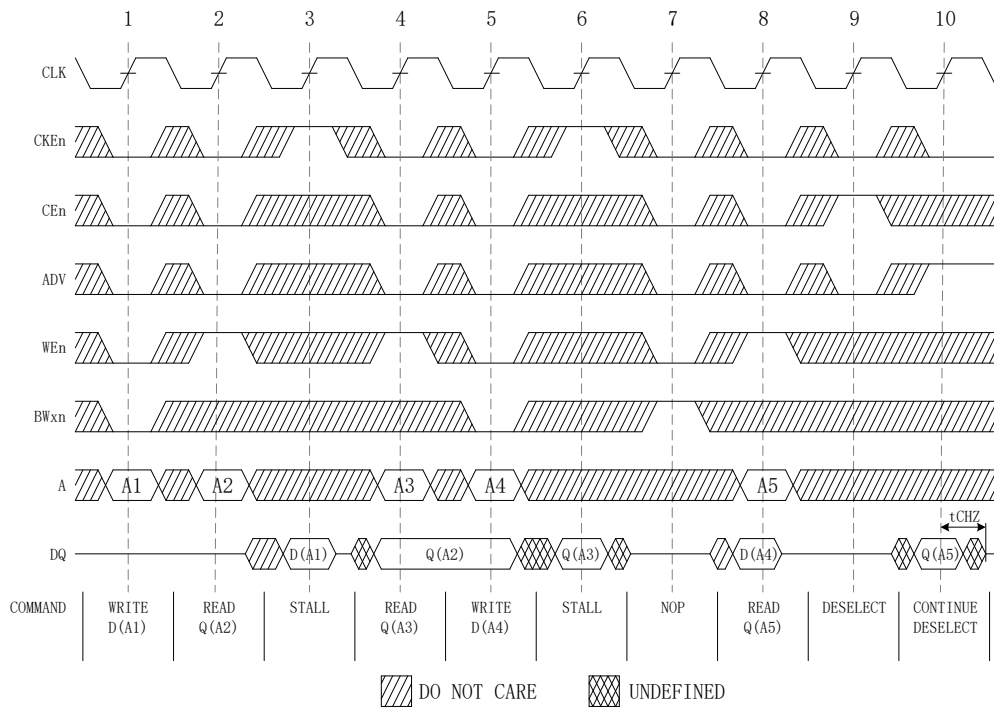 1 2 3 4 5 6 7 8 9 10
CLK
CKEn
CEn
ADV
WEn
BWxn
A A1 A2 A3 A4 A5
tCHZ
DQ D(A1) Q(A2) Q(A3) D(A4) Q(A5)
COMMAND WRITE READ STALL READ WRITE STALL NOP READ DESELECT CONTINUE
D(A1) Q(A2) Q(A3) D(A4) Q(A5) DESELECT
DO NOT CARE UNDEFINED